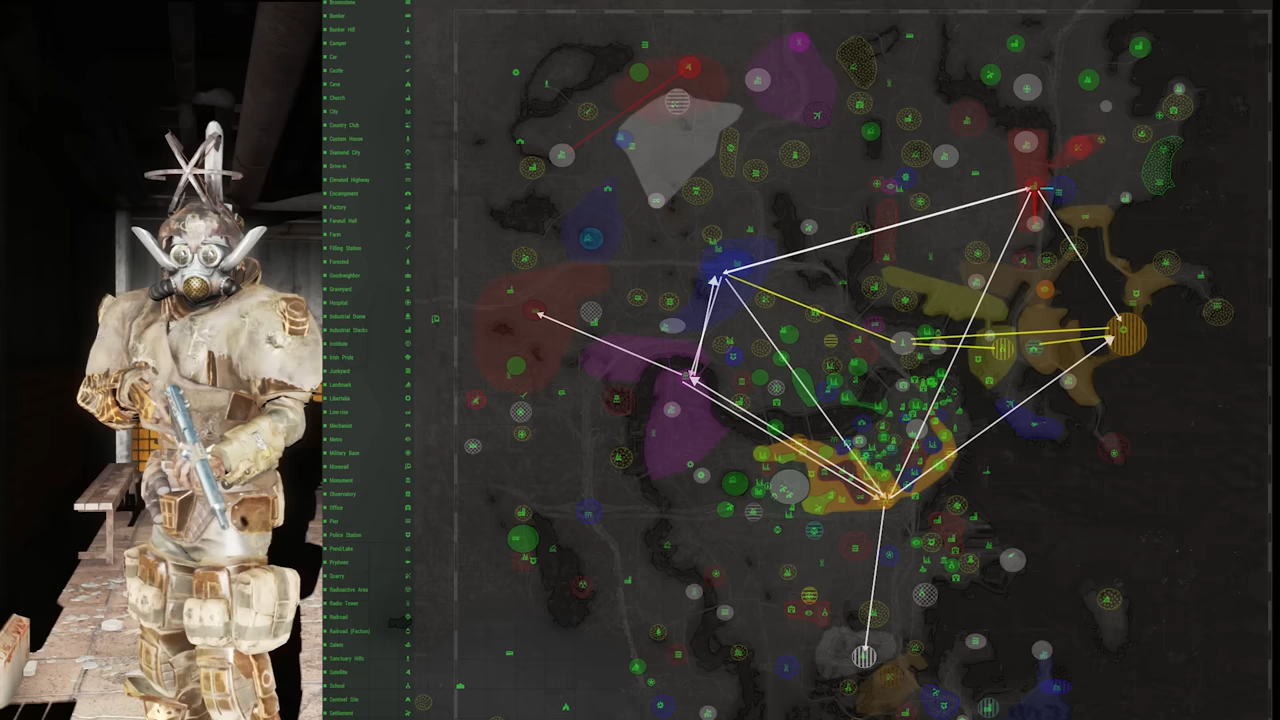 Brownstone
Bunker
Bunker Hill
Camper
Car
Castle
Cave
Church
City
Country Club
Custom House
Diamond City
Drive-in
Elevated Highway
Encampment
Factory
Faneuil Hall
Farm
Filling Station
Forested
Goodneighbor
Graveyard
Hospital
Industrial Dome
Industrial Stacks
Institute
Irish Pride
Junkyard
Landmark
Libertalia
Low-rise
Mechanist
Metro
Military Base
Monorail
Monument
Observatory
Office
Pier
Police Station
Pond/Lake
Prydwen
Quarry
Radioactive Area
Radio Tower
Railroad
Railroad (Faction)
Salem
Sanctuary Hills
Satellite
School
Sentinel Site
Settlement